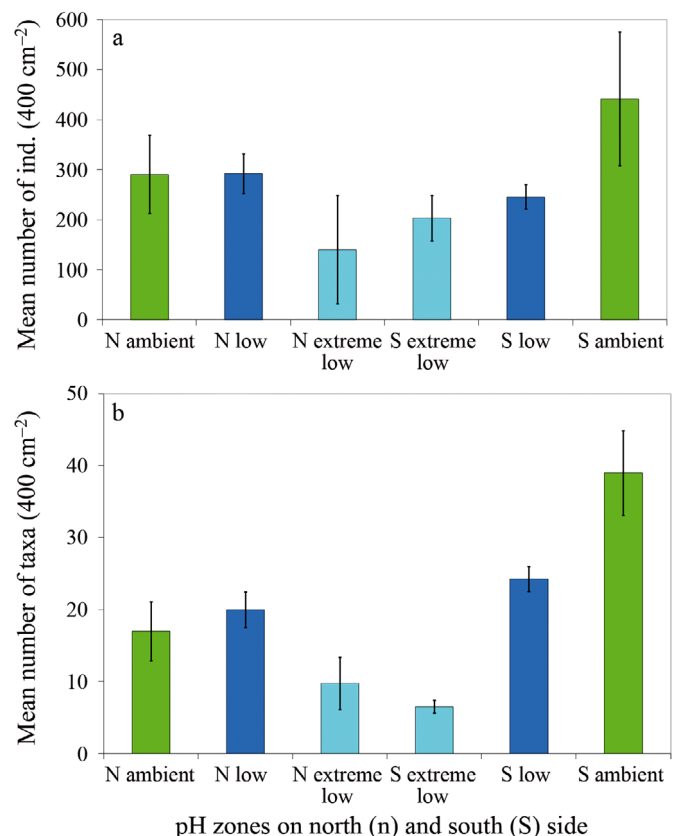 a
Mean number of ind. (400 cm⁻²)
600
500
400
300
200
100
0
N ambient N low N extreme low S extreme low S low S ambient
b
Mean number of taxa (400 cm⁻²)
50
40
30
20
10
0
N ambient N low N extreme low S extreme low S low S ambient
pH zones on north (n) and south (S) side